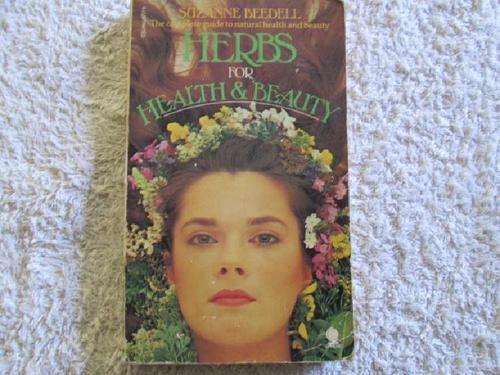 SUZANNE BEEDELL
The complete guide to natural health and beauty
HERBS
FOR
HEALTH & BEAUTY